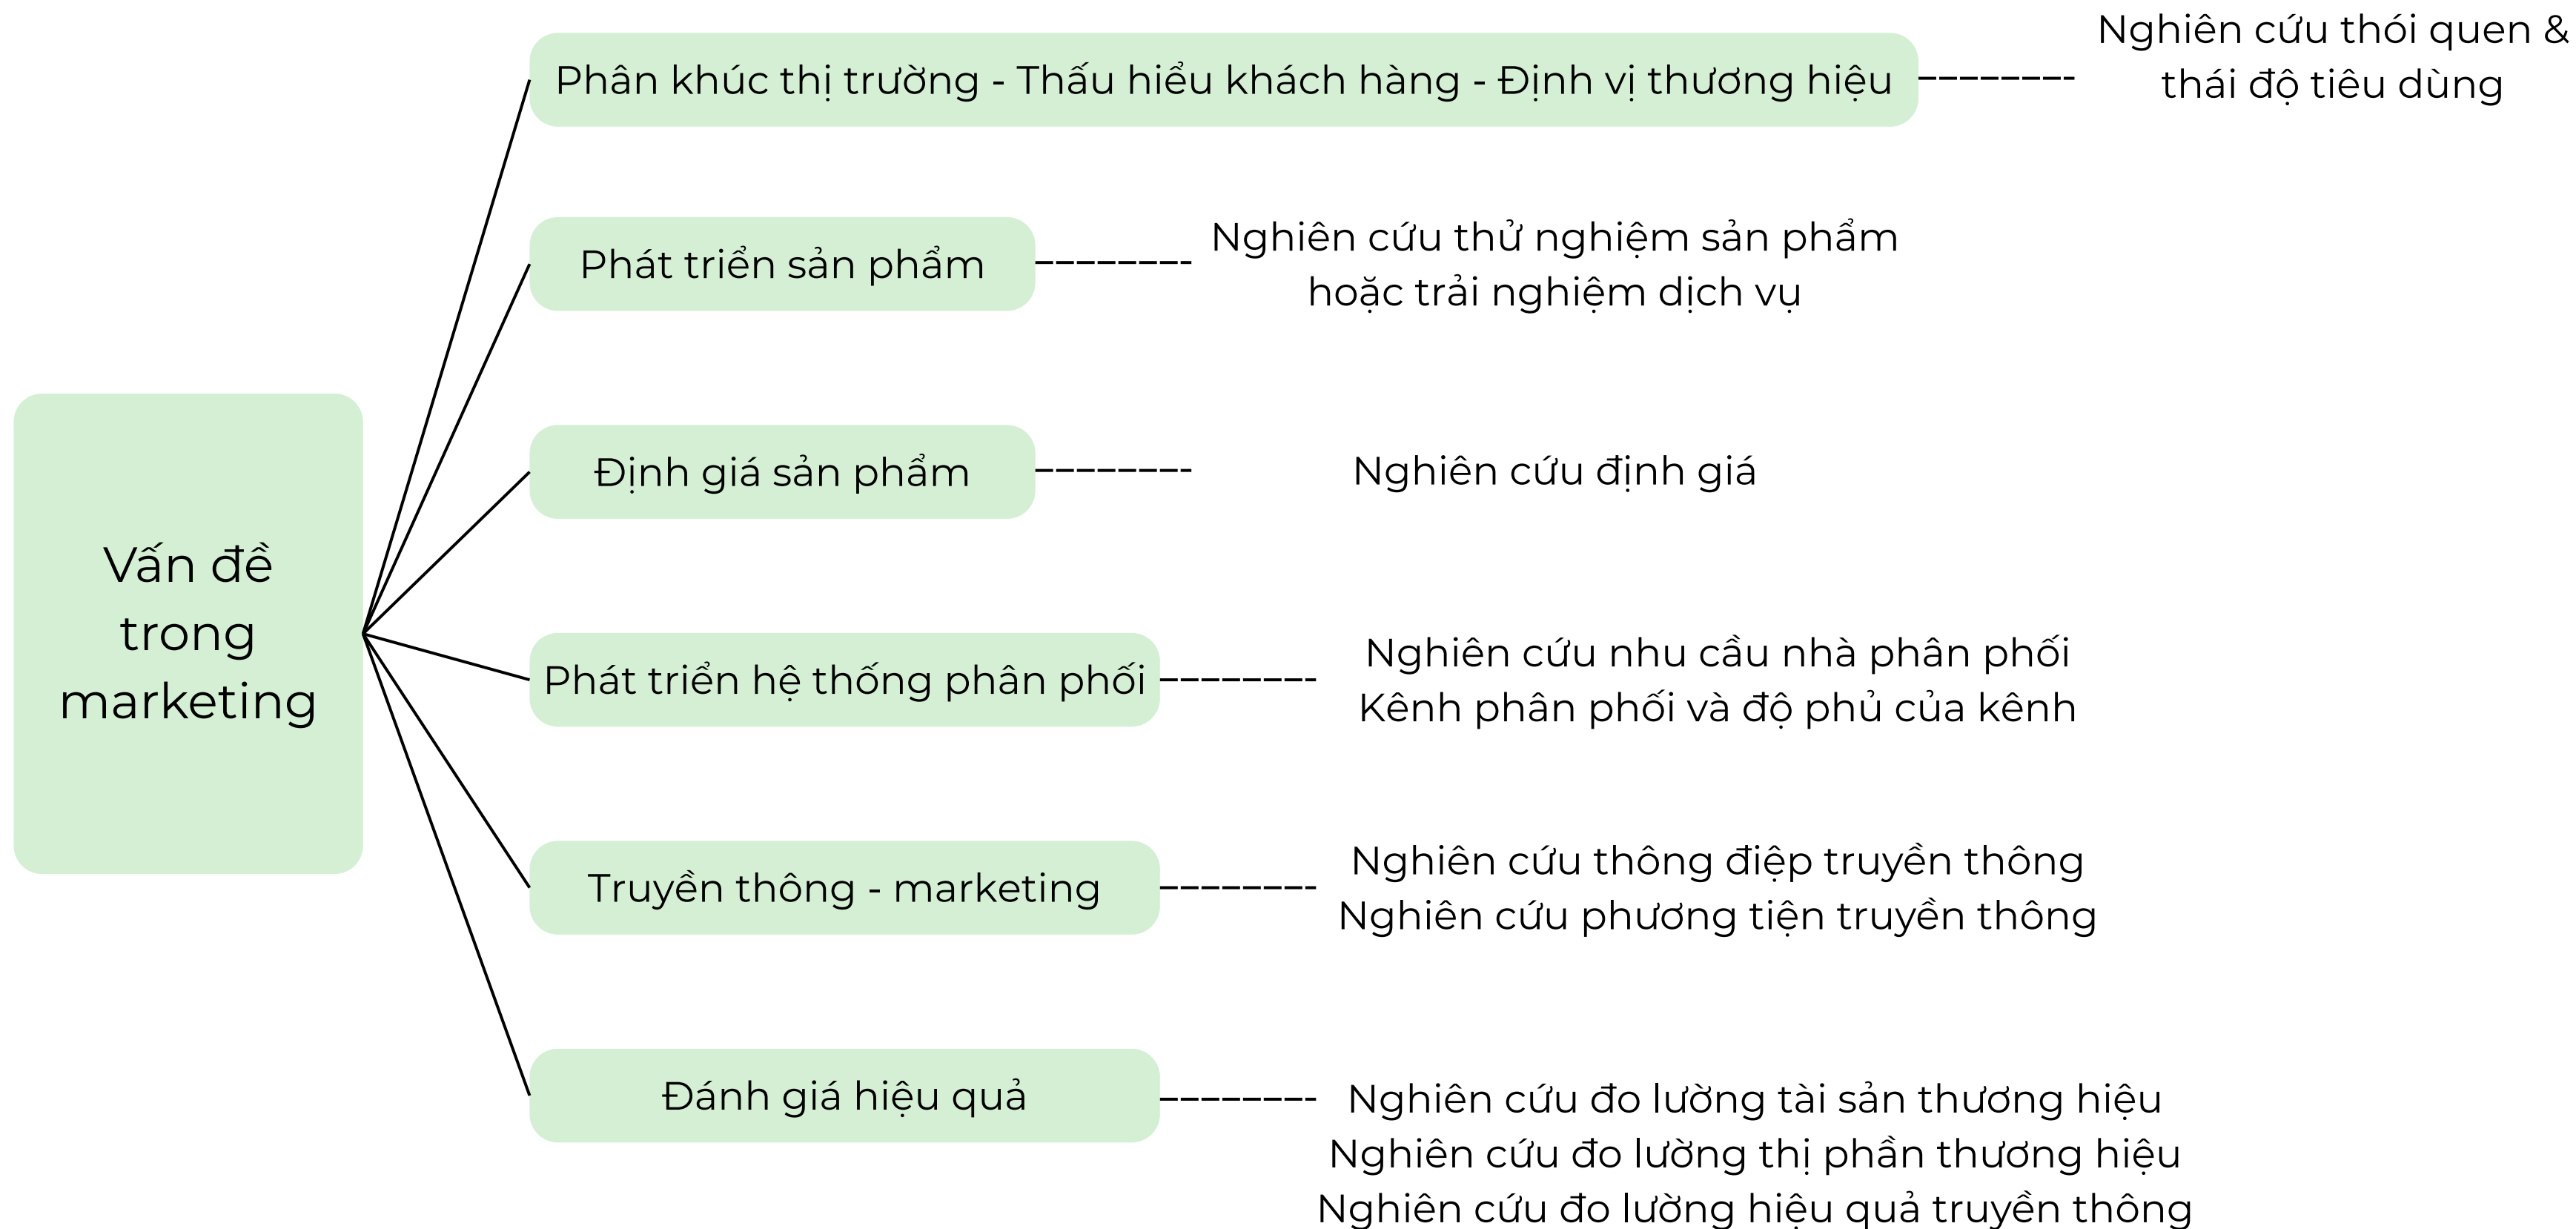 Nghiên cứu thói quen &
thái độ tiêu dùng
Phân khúc thị trường - Thấu hiểu khách hàng - Định vị thương hiệu
Phát triển sản phẩm
Nghiên cứu thử nghiệm sản phẩm
hoặc trải nghiệm dịch vụ
Định giá sản phẩm
Nghiên cứu định giá
Vấn đề
trong
marketing
Phát triển hệ thống phân phối
Nghiên cứu nhu cầu nhà phân phối
Kênh phân phối và độ phủ của kênh
Truyền thông - marketing
Nghiên cứu thông điệp truyền thông
Nghiên cứu phương tiện truyền thông
Đánh giá hiệu quả
Nghiên cứu đo lường tài sản thương hiệu
Nghiên cứu đo lường thị phần thương hiệu
Nghiên cứu đo lường hiệu quả truyền thông